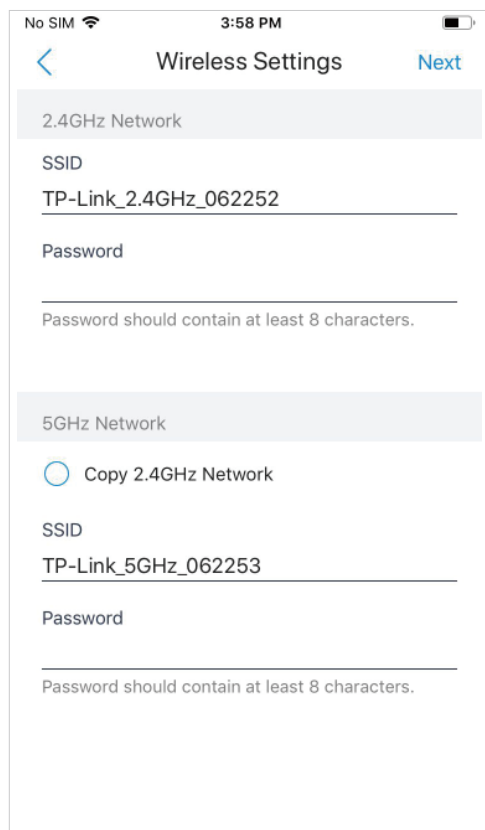 No SIM 3:58 PM
Wireless Settings Next
2.4GHz Network
SSID
TP-Link_2.4GHz_062252
Password
Password should contain at least 8 characters.
5GHz Network
Copy 2.4GHz Network
SSID
TP-Link_5GHz_062253
Password
Password should contain at least 8 characters.